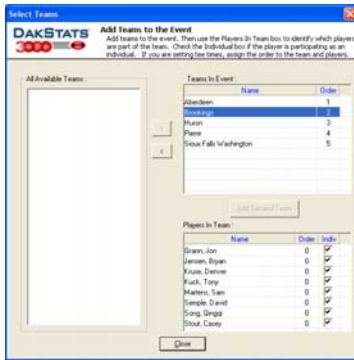 Select Teams
DAKSTATS
3000
Add Teams to the Event
Add teams to the event. Then use the Players In Team box to identify which players
are part of the team. Check the Individual box if the player is participating as an
individual. If you are setting tee times, assign the order to the team and players.
All Available Teams :
Teams In Event :
Name Order
Aberdeen 1
Brookings 2
Huron 3
Pierre 4
Sioux Falls Washington 5
>
<
Add Second Team
Players In Team :
Name Order Indiv
Grann, Jon 0
Jensen, Bryan 0
Kruse, Denver 0
Kuck, Tony 0
Martens, Sam 0
Semple, David 0
Song, Qingqi 0
Stout, Casey 0
Close